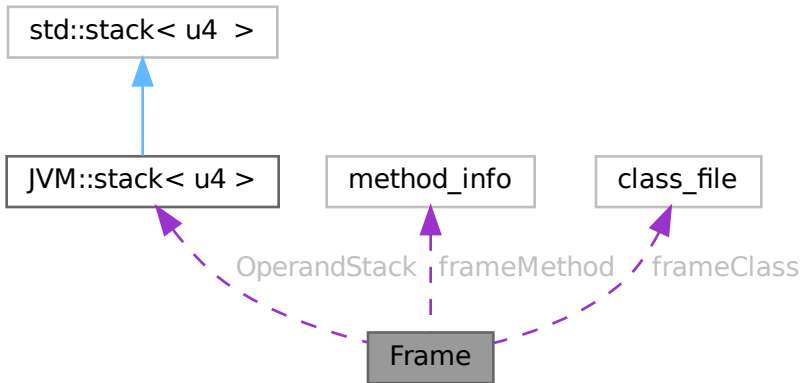 std::stack< u4  >
JVM::stack< u4 >
method_info
class_file
OperandStack
frameMethod
frameClass
Frame